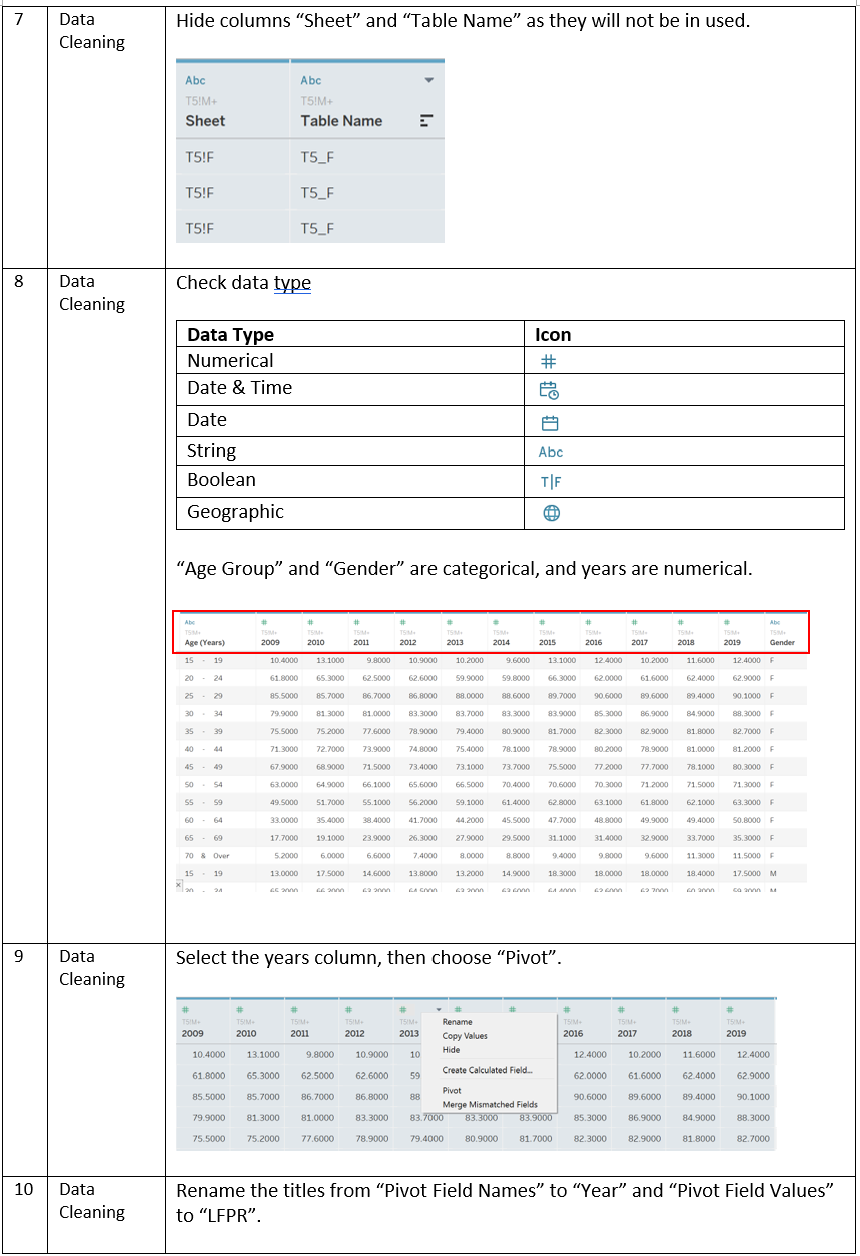 7 Data Cleaning Hide columns “Sheet” and “Table Name” as they will not be in used.
Abc Abc
T5!M+ T5!M+
Sheet Table Name
T5!F T5_F
T5!F T5_F
T5!F T5_F
8 Data Cleaning Check data type
Data Type Icon
Numerical #
Date & Time
Date
String Abc
Boolean T|F
Geographic
“Age Group” and “Gender” are categorical, and years are numerical.
Abc # # # # # # # # # # # Abc
T5!M+ T5!M+ T5!M+ T5!M+ T5!M+ T5!M+ T5!M+ T5!M+ T5!M+ T5!M+ T5!M+ T5!M+ T5!M+
Age (Years) 2009 2010 2011 2012 2013 2014 2015 2016 2017 2018 2019 Gender
15 - 19 10.4000 13.1000 9.8000 10.9000 10.2000 9.6000 13.1000 12.4000 10.2000 11.6000 12.4000 F
20 - 24 61.8000 65.3000 62.5000 62.6000 59.9000 59.8000 66.3000 62.0000 61.6000 62.4000 62.9000 F
25 - 29 85.5000 85.7000 86.7000 86.8000 88.0000 88.6000 89.7000 90.6000 89.6000 89.4000 90.1000 F
30 - 34 79.9000 81.3000 81.0000 83.3000 83.7000 83.3000 83.9000 85.3000 86.9000 84.9000 88.3000 F
35 - 39 75.5000 75.2000 77.6000 78.9000 79.4000 80.9000 81.7000 82.3000 82.9000 81.8000 82.7000 F
40 - 44 71.3000 72.7000 73.9000 74.8000 75.4000 78.1000 78.9000 80.2000 78.9000 81.0000 81.2000 F
45 - 49 67.9000 68.9000 71.5000 73.4000 73.1000 73.7000 75.5000 77.2000 77.7000 78.1000 80.3000 F
50 - 54 63.0000 64.9000 66.1000 65.6000 66.5000 70.4000 70.6000 70.3000 71.2000 71.5000 71.3000 F
55 - 59 49.5000 51.7000 55.1000 56.2000 59.1000 61.4000 62.8000 63.1000 61.8000 62.1000 63.3000 F
60 - 64 33.0000 35.4000 38.4000 41.7000 44.2000 45.5000 47.7000 48.8000 49.9000 49.4000 50.8000 F
65 - 69 17.7000 19.1000 23.9000 26.3000 27.9000 29.5000 31.1000 31.4000 32.9000 33.7000 35.3000 F
70 & Over 5.2000 6.0000 6.6000 7.4000 8.0000 8.8000 9.4000 9.8000 9.6000 11.3000 11.5000 F
15 - 19 13.0000 17.5000 14.6000 13.8000 13.2000 14.9000 18.3000 18.0000 18.0000 18.4000 17.5000 M
9 Data Cleaning Select the years column, then choose “Pivot”.
# # # # # # # # # # #
T5!M+ T5!M+ T5!M+ T5!M+ T5!M+ T5!M+ T5!M+ T5!M+ T5!M+
2009 2010 2011 2012 2013 2016 2017 2018 2019
Rename
Copy Values
Hide
Create Calculated Field...
Pivot
Merge Mismatched Fields
10.4000 13.1000 9.8000 10.9000 10 12.4000 10.2000 11.6000 12.4000
61.8000 65.3000 62.5000 62.6000 59 62.0000 61.6000 62.4000 62.9000
85.5000 85.7000 86.7000 86.8000 88 90.6000 89.6000 89.4000 90.1000
79.9000 81.3000 81.0000 83.3000 83.7000 83.3000 83.9000 85.3000 86.9000 84.9000 88.3000
75.5000 75.2000 77.6000 78.9000 79.4000 80.9000 81.7000 82.3000 82.9000 81.8000 82.7000
10 Data Cleaning Rename the titles from “Pivot Field Names” to “Year” and “Pivot Field Values”
to “LFPR”.